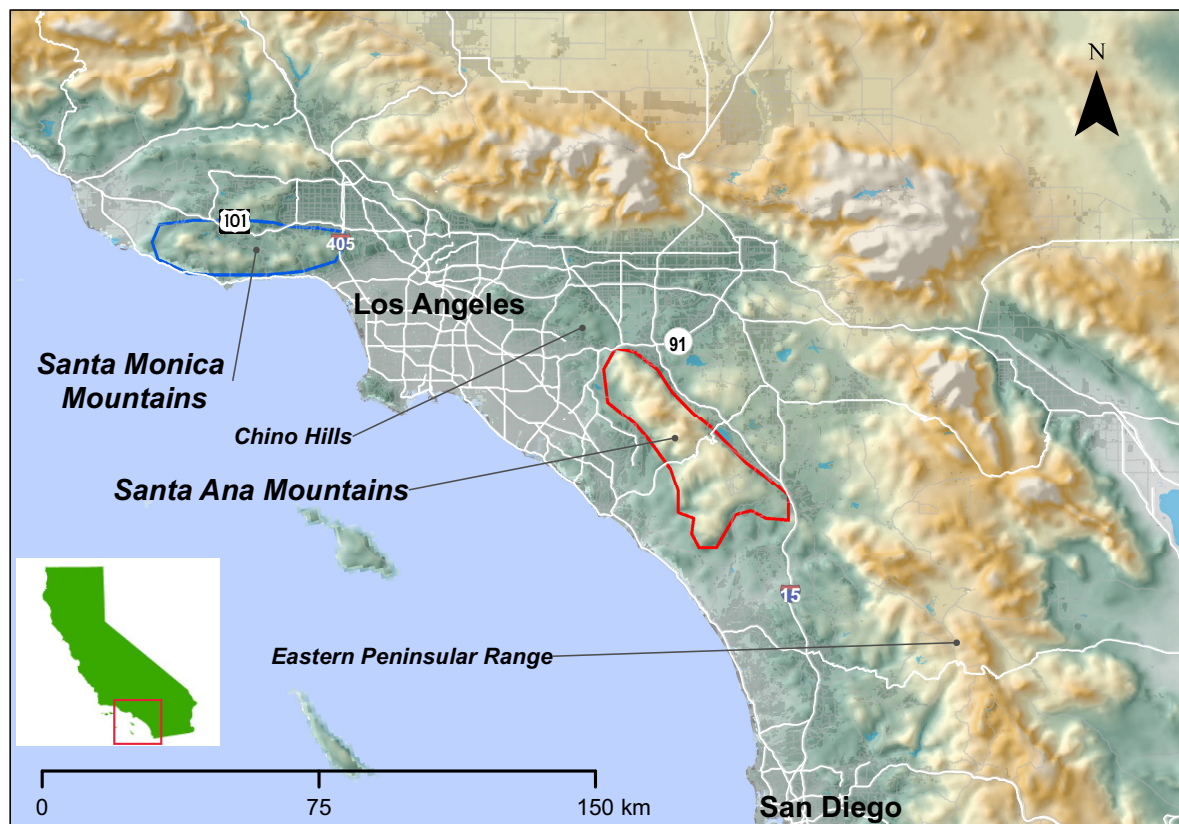 N
101
405
Los Angeles
91
Santa Monica
Mountains
Chino Hills
Santa Ana Mountains
15
Eastern Peninsular Range
0
75
150 km
San Diego